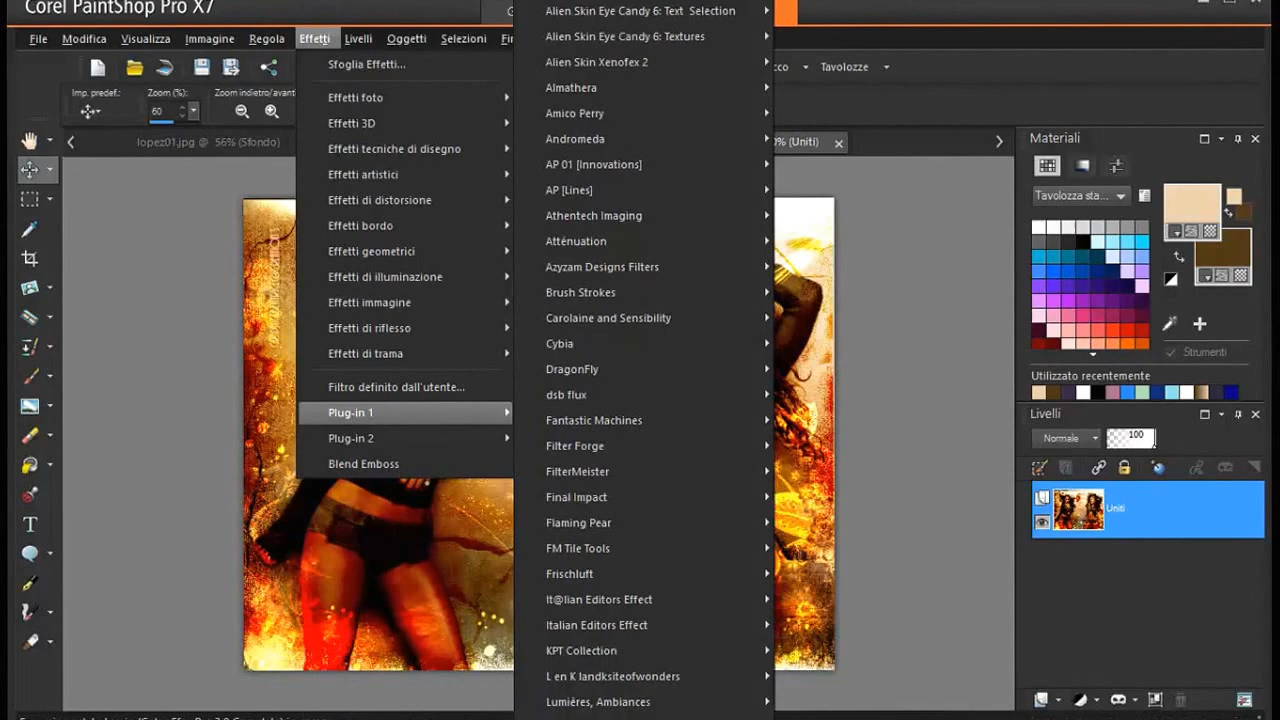 Corel PaintShop Pro X7
File Modifica Visualizza Immagine Regola Effetti Livelli Oggetti Selezioni
Tavolozze
Imp. predef.: Zoom (%): Zoom indietro/avanti
60
lopez01.jpg @ 56% (Sfondo)
(Uniti)
Sfoglia Effetti...
Effetti foto
Effetti 3D
Effetti tecniche di disegno
Effetti artistici
Effetti di distorsione
Effetti bordo
Effetti geometrici
Effetti di illuminazione
Effetti immagine
Effetti di riflesso
Effetti di trama
Filtro definito dall'utente...
Plug-in 1
Plug-in 2
Blend Emboss
Alien Skin Eye Candy 6: Text Selection
Alien Skin Eye Candy 6: Textures
Alien Skin Xenofex 2
Almathera
Amico Perry
Andromeda
AP 01 [Innovations]
AP [Lines]
Athentech Imaging
Atténuation
Azyzam Designs Filters
Brush Strokes
Carolaine and Sensibility
Cybia
DragonFly
dsb flux
Fantastic Machines
Filter Forge
FilterMeister
Final Impact
Flaming Pear
FM Tile Tools
Frischluft
It@lian Editors Effect
Italian Editors Effect
KPT Collection
L en K landksiteofwonders
Lumières, Ambiances
Materiali
Tavolozza sta...
Strumenti
Utilizzato recentemente
Livelli
Normale 100
Uniti